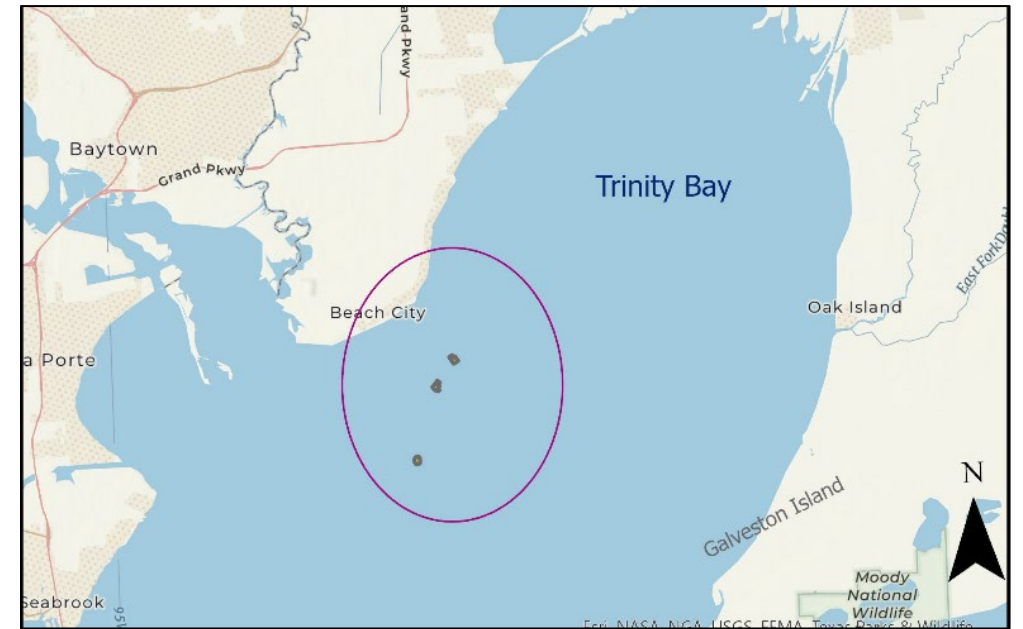 and Pkwy
Baytown
Grand Pkwy
Trinity Bay
East Fork Do
Beach City
Oak Island
a Porte
N
Galveston Island
Moody
National
Wildlife
Seabrook
Esri, NASA, NGA, USGS, FEMA, Texas Parks & Wildlife